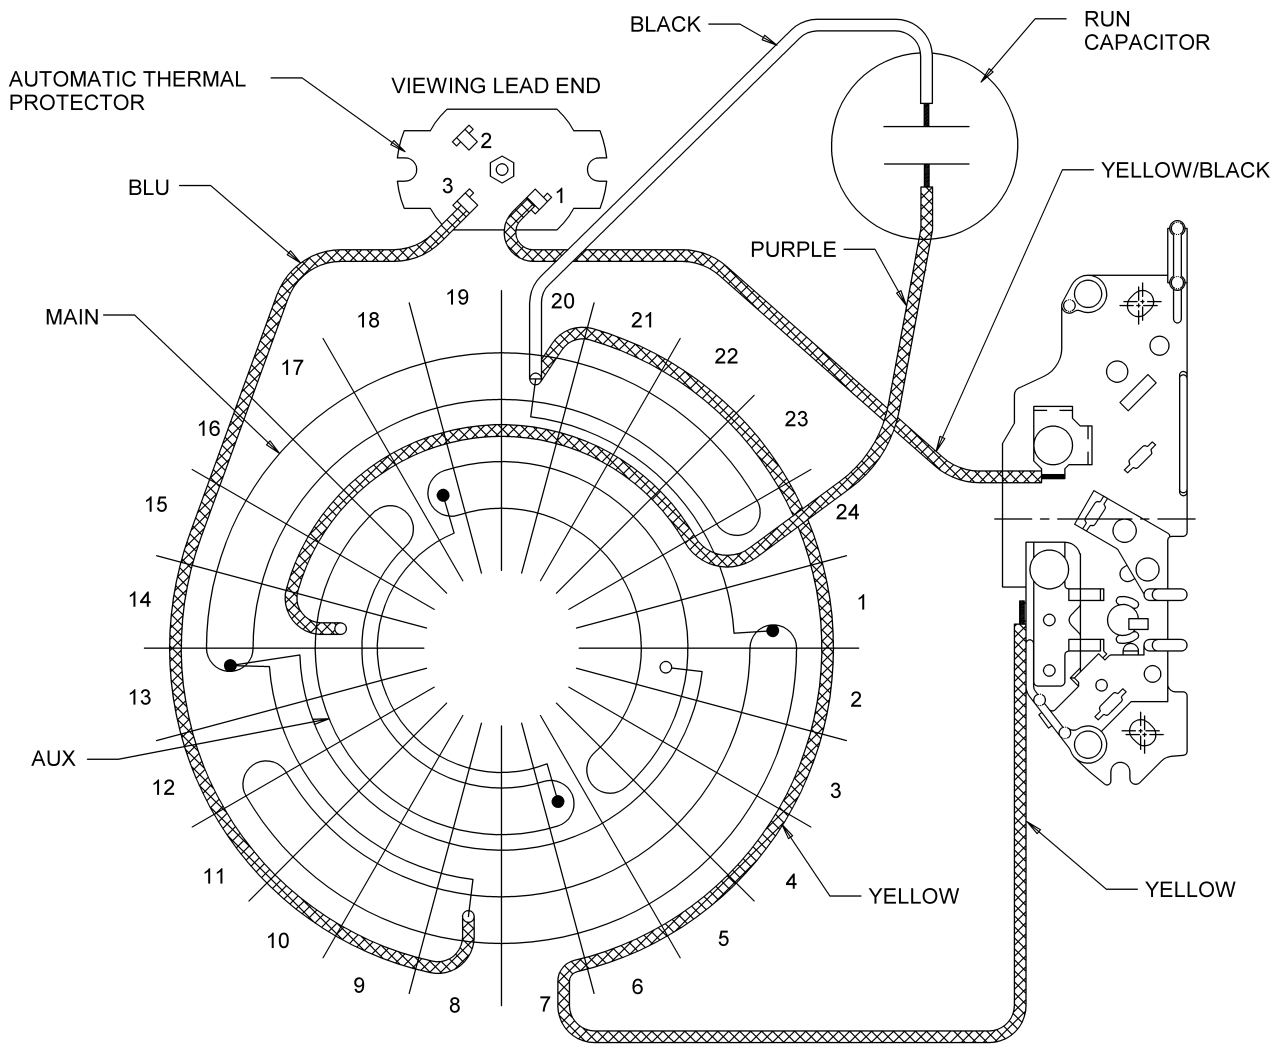 BLACK
RUN
CAPACITOR
AUTOMATIC THERMAL
PROTECTOR
VIEWING LEAD END
2
3
1
BLU
YELLOW/BLACK
PURPLE
MAIN
19
20
18
21
17
22
16
23
15
24
14
1
13
2
AUX
12
3
11
4
YELLOW
YELLOW
10
5
9
6
8
7